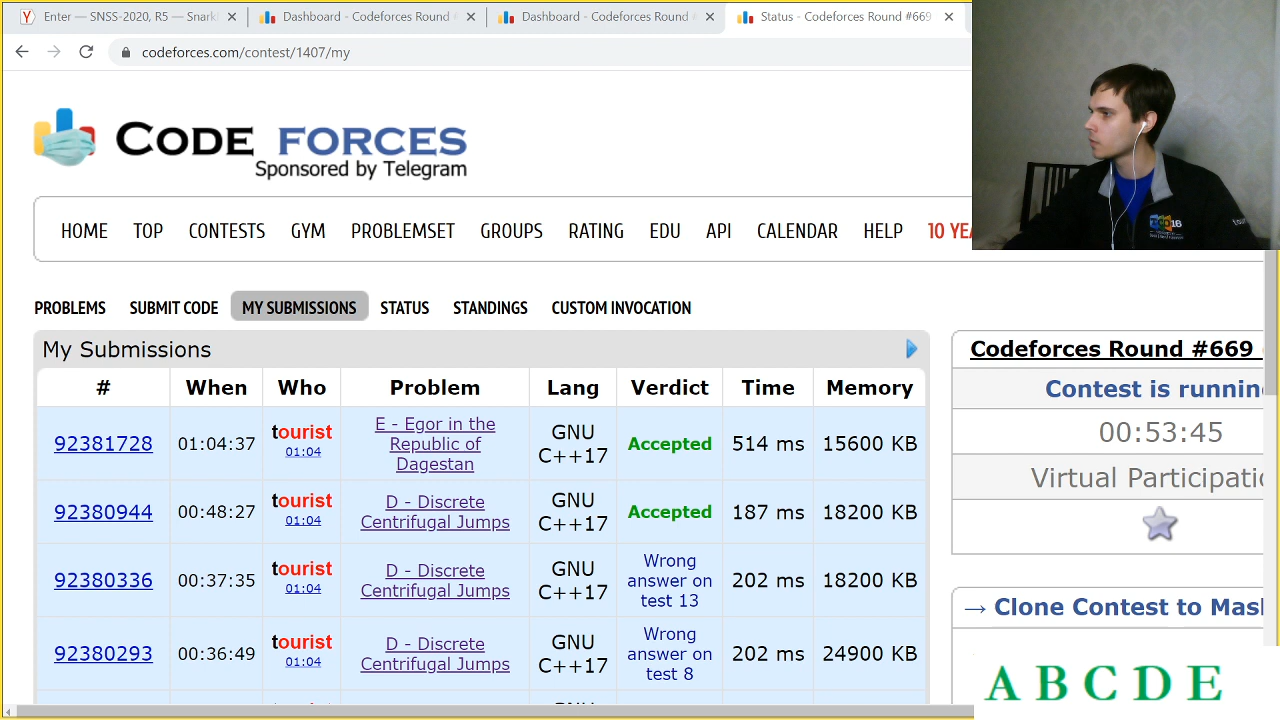 Enter — SNSS-2020, R5 — Snark
Dashboard - Codeforces Round
Dashboard - Codeforces Round
Status - Codeforces Round #669
codeforces.com/contest/1407/my
CODE FORCES
Sponsored by Telegram
HOME TOP CONTESTS GYM PROBLEMSET GROUPS RATING EDU API CALENDAR HELP 10 YEA
PROBLEMS SUBMIT CODE MY SUBMISSIONS STATUS STANDINGS CUSTOM INVOCATION
My Submissions
# When Who Problem Lang Verdict Time Memory
92381728 01:04:37 tourist 01:04 E - Egor in the Republic of Dagestan GNU C++17 Accepted 514 ms 15600 KB
92380944 00:48:27 tourist 01:04 D - Discrete Centrifugal Jumps GNU C++17 Accepted 187 ms 18200 KB
92380336 00:37:35 tourist 01:04 D - Discrete Centrifugal Jumps GNU C++17 Wrong answer on test 13 202 ms 18200 KB
92380293 00:36:49 tourist 01:04 D - Discrete Centrifugal Jumps GNU C++17 Wrong answer on test 8 202 ms 24900 KB
Codeforces Round #669
Contest is running
00:53:45
Virtual Participatio
→ Clone Contest to Mash
A B C D E